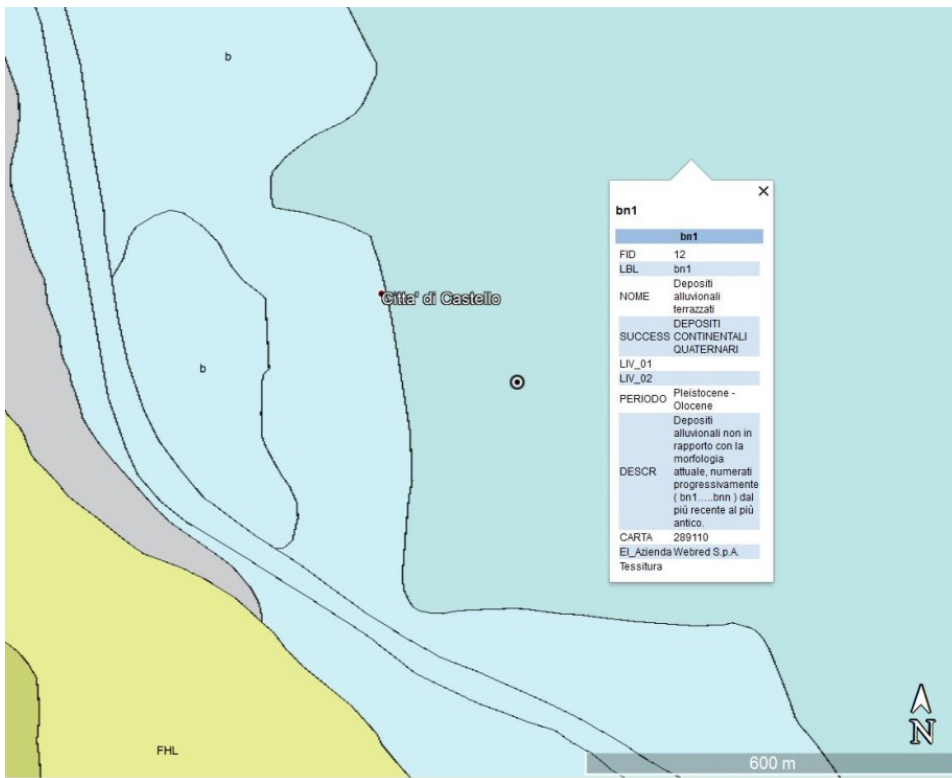 b
bn1
bn1
FID 12
LBL bn1
NOME Depositi
alluvionali
terrazzati
SUCCESS DEPOSITI
CONTINENTALI
QUATERNARI
LIV_01
LIV_02
PERIODO Pleistocene -
Olocene
DESCR Depositi
alluvionali non in
rapporto con la
morfologia
attuale, numerati
progressivamente
( bn1.....bnn ) dal
più recente al più
antico.
CARTA 289110
El_Azienda Webred S.p.A.
Tessitura
Citta' di Castello
b
FHL
N
600 m